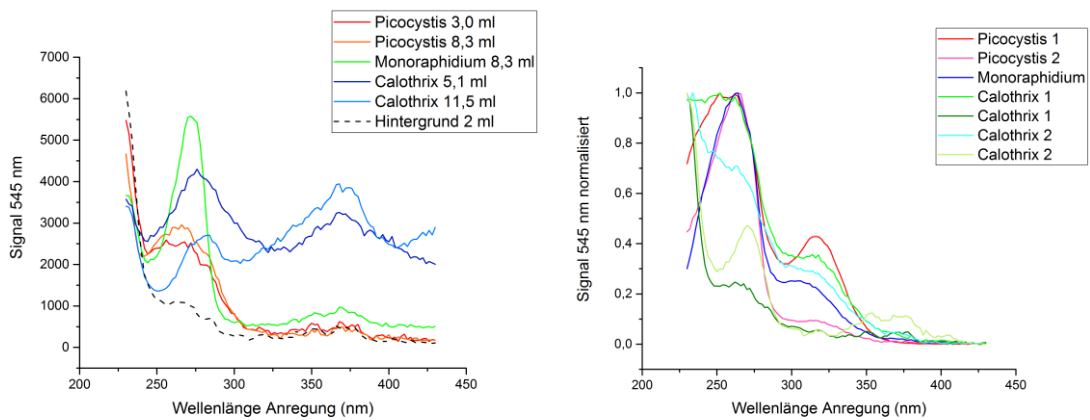 Picocystis 3,0 ml
Picocystis 8,3 ml
Monoraphidium 8,3 ml
Calothrix 5,1 ml
Calothrix 11,5 ml
Hintergrund 2 ml
7000
6000
5000
4000
3000
2000
1000
0
Signal 545 nm
200 250 300 350 400 450
Wellenlänge Anregung (nm)
Picocystis 1
Picocystis 2
Monoraphidium
Calothrix 1
Calothrix 1
Calothrix 2
Calothrix 2
1,0
0,8
0,6
0,4
0,2
0,0
Signal 545 nm normalisiert
200 250 300 350 400 450
Wellenlänge Anregung (nm)